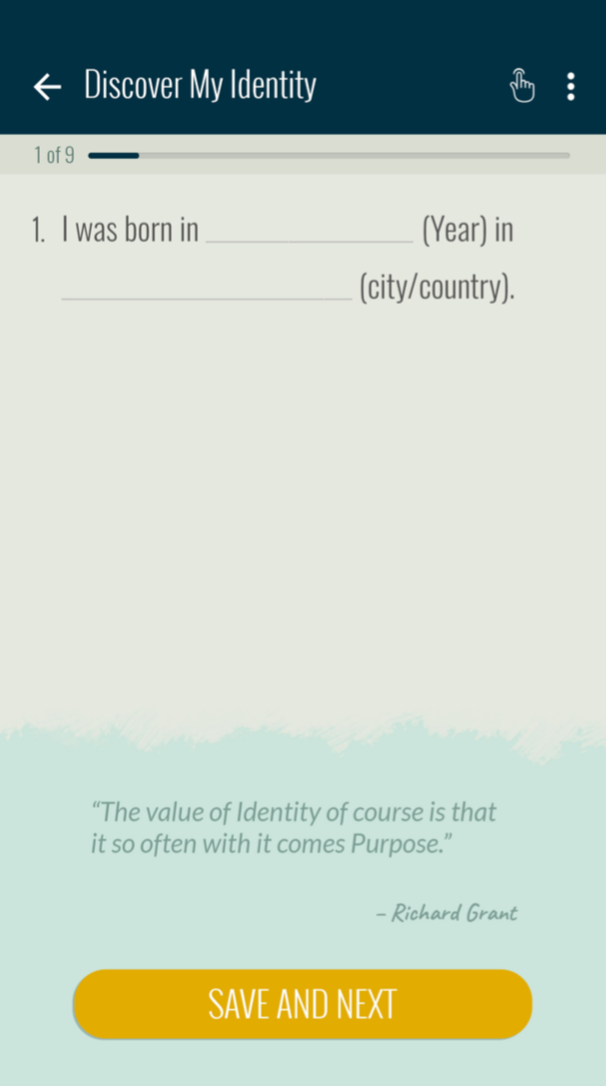 Discover My Identity
1 of 9
1. I was born in ______________ (Year) in
____________________ (city/country).
“The value of Identity of course is that
it so often with it comes Purpose.”
– Richard Grant
SAVE AND NEXT